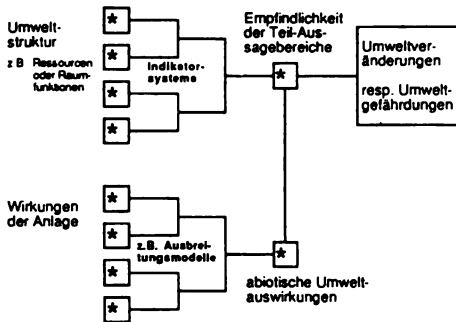 Umwelt-
struktur
z B Ressourcen
oder Raum-
funktionen
*
*
*
*
Indikator-
systeme
Empfindlichkeit
der Teil-Aus-
sagebereiche
*
Umweltver-
änderungen
resp. Umwelt-
gefährdungen
Wirkungen
der Anlage
*
*
*
*
z.B. Ausbrei-
tungsmodelle
*
abiotische Umwelt-
auswirkungen